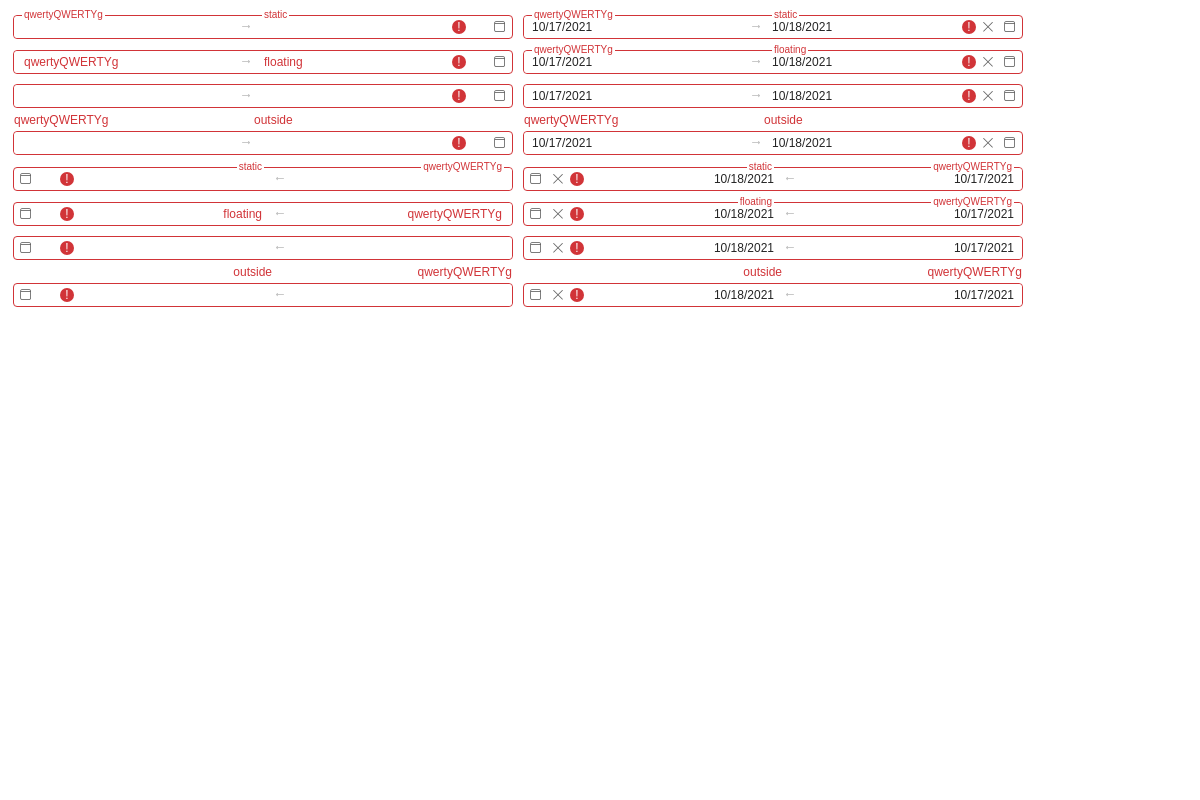 qwertyQWERTYg static qwertyQWERTYg static
→ ! 10/17/2021 → 10/18/2021 !
qwertyQWERTYg floating
qwertyQWERTYg → floating ! 10/17/2021 → 10/18/2021 !
→ ! 10/17/2021 → 10/18/2021 !
qwertyQWERTYg outside qwertyQWERTYg outside
→ ! 10/17/2021 → 10/18/2021 !
static qwertyQWERTYg static qwertyQWERTYg
! ← ! 10/18/2021 ← 10/17/2021
floating qwertyQWERTYg
! floating ← qwertyQWERTYg ! 10/18/2021 ← 10/17/2021
! ← ! 10/18/2021 ← 10/17/2021
outside qwertyQWERTYg outside qwertyQWERTYg
! ← ! 10/18/2021 ← 10/17/2021